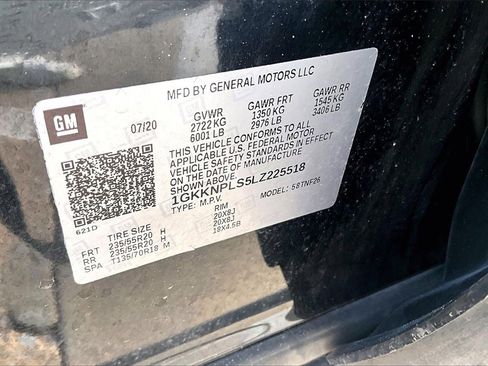 MFD BY GENERAL MOTORS LLC
GM
07/20 GVWR GAWR FRT GAWR RR
2722 KG 1350 KG 1545 KG
6001 LB 2976 LB 3406 LB
THIS VEHICLE CONFORMS TO ALL
APPLICABLE U.S. FEDERAL MOTOR
VEHICLE SAFETY STANDARDS IN
EFFECT ON THE DATE OF MANUFACTURE
SHOWN ABOVE.
1GKKNPLS5LZ225518
TYPE: M.P.V. MODEL: 58TNF26
621D
TIRE SIZE RIM
FRT 235/55R20 H 20X8J
RR 235/55R20 H 20X8J
SPA T135/70R18 M 18X4.5B